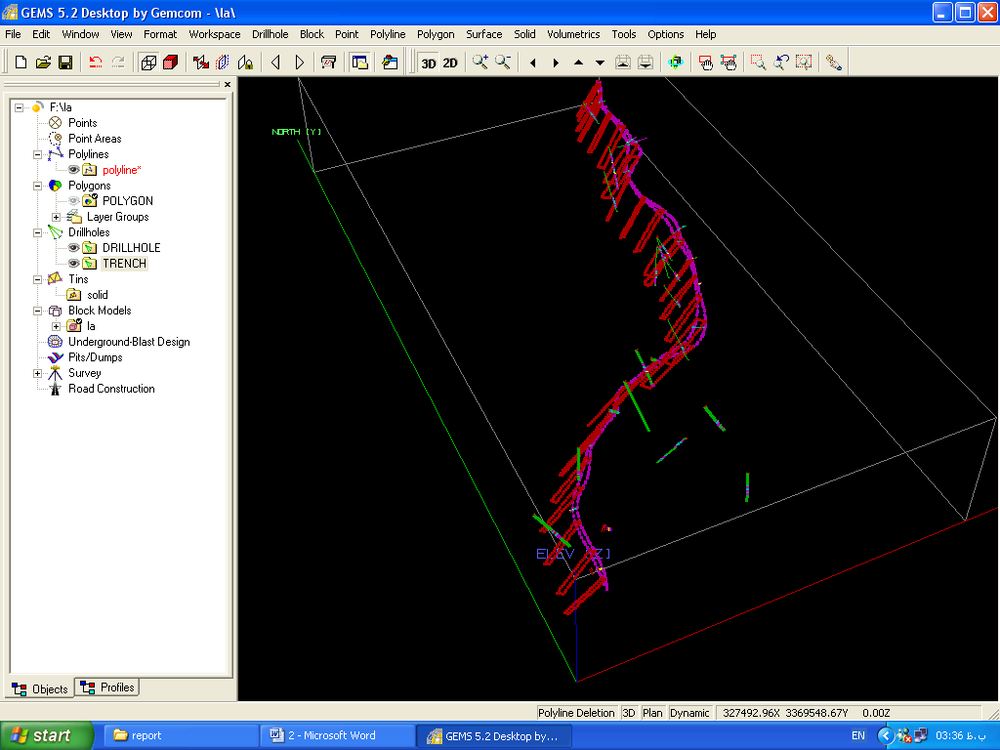 GEMS 5.2 Desktop by Gemcom - \la\
File Edit Window View Format Workspace Drillhole Block Point Polyline Polygon Surface Solid Volumetrics Tools Options Help
3D 2D
F:\la
Points
Point Areas
Polylines
polyline*
Polygons
POLYGON
Layer Groups
Drillholes
DRILLHOLE
TRENCH
Tins
solid
Block Models
la
Underground-Blast Design
Pits/Dumps
Survey
Road Construction
NORTH [Y]
ELEV [Z]
Objects Profiles
Polyline Deletion 3D Plan Dynamic 327492.96X 3369548.67Y 0.00Z
start report 2 - Microsoft Word GEMS 5.2 Desktop by... EN 03:36 ب.ظ